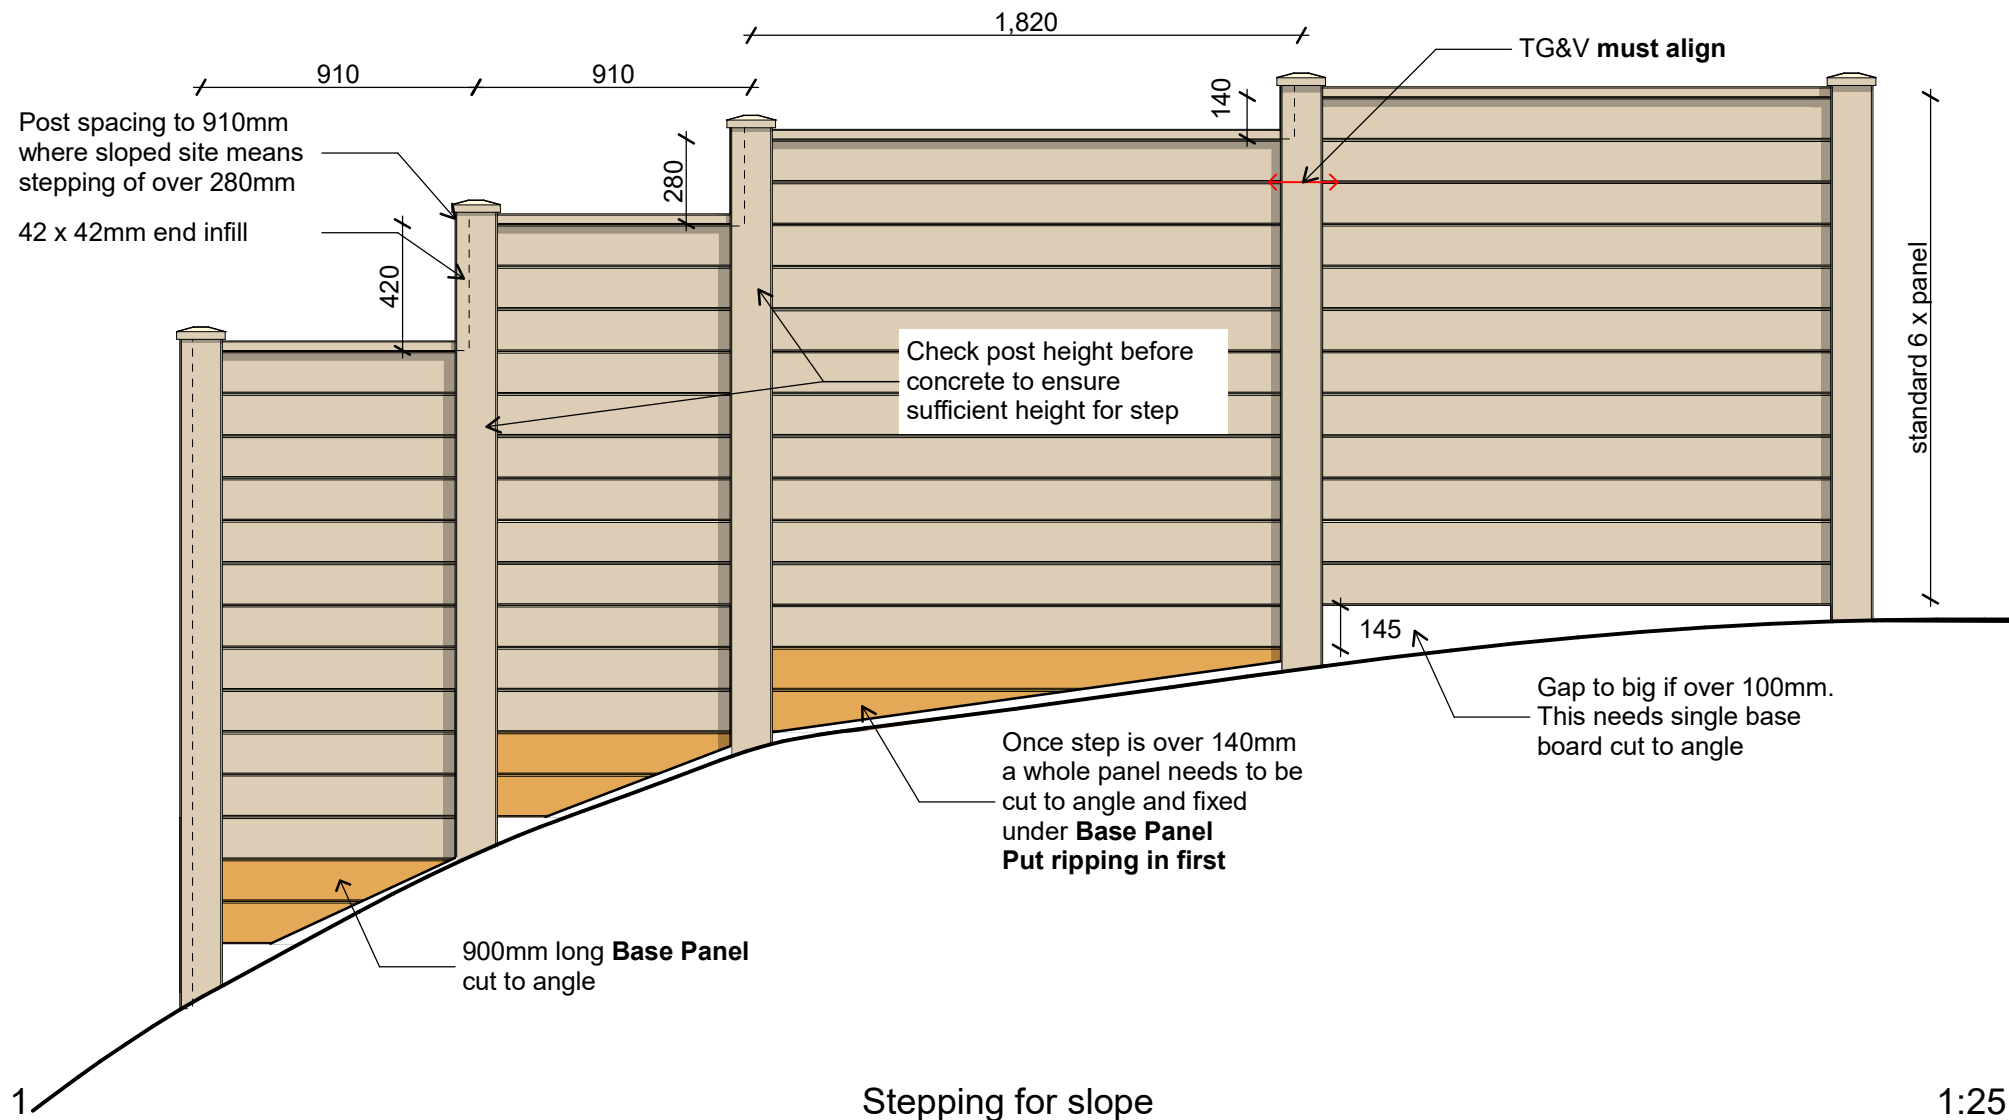 1,820
910
910
TG&V must align
Post spacing to 910mm
where sloped site means
stepping of over 280mm
42 x 42mm end infill
140
280
420
standard 6 x panel
Check post height before
concrete to ensure
sufficient height for step
145
Gap to big if over 100mm.
This needs single base
board cut to angle
Once step is over 140mm
a whole panel needs to be
cut to angle and fixed
under Base Panel
Put ripping in first
900mm long Base Panel
cut to angle
1
Stepping for slope
1:25